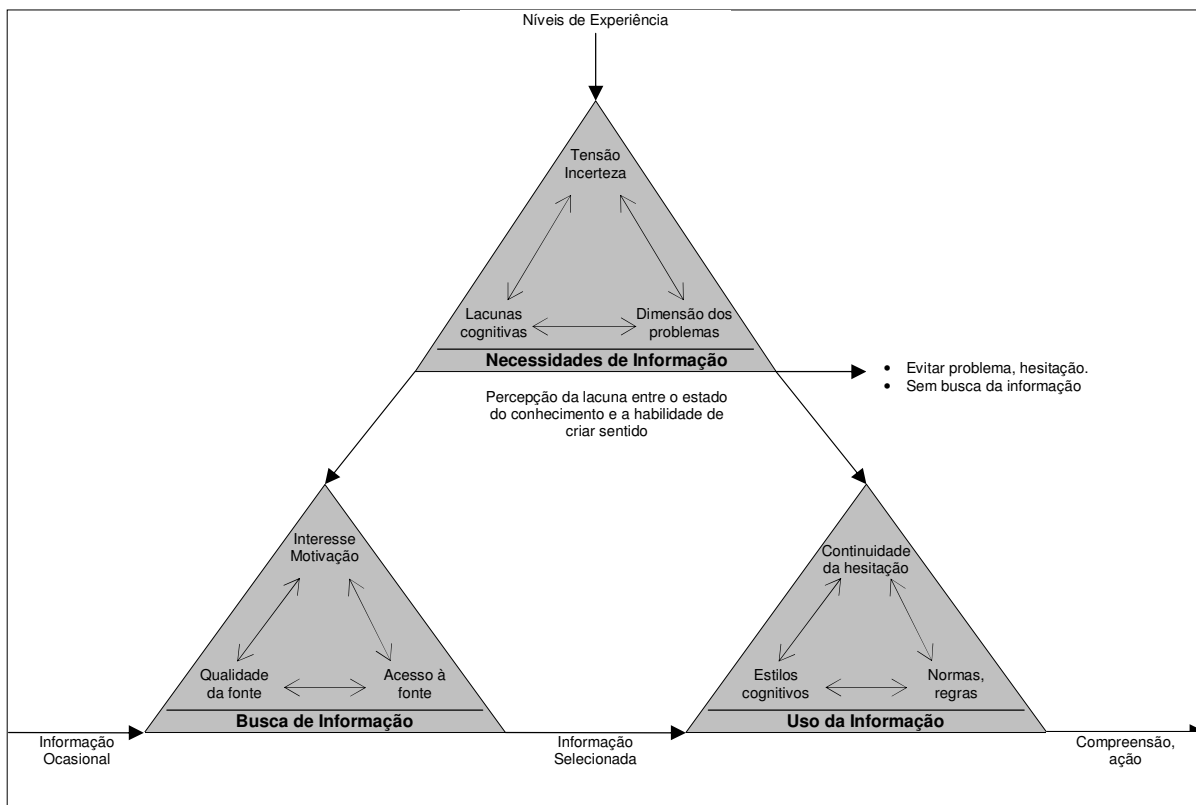 Níveis de Experiência
Tensão
Incerteza
Lacunas
cognitivas
Dimensão dos
problemas
Necessidades de Informação
• Evitar problema, hesitação.
• Sem busca da informação
Percepção da lacuna entre o estado
do conhecimento e a habilidade de
criar sentido
Interesse
Motivação
Qualidade
da fonte
Acesso à
fonte
Busca de Informação
Continuidade
da hesitação
Estilos
cognitivos
Normas,
regras
Uso da Informação
Informação
Ocasional
Informação
Selecionada
Compreensão,
ação